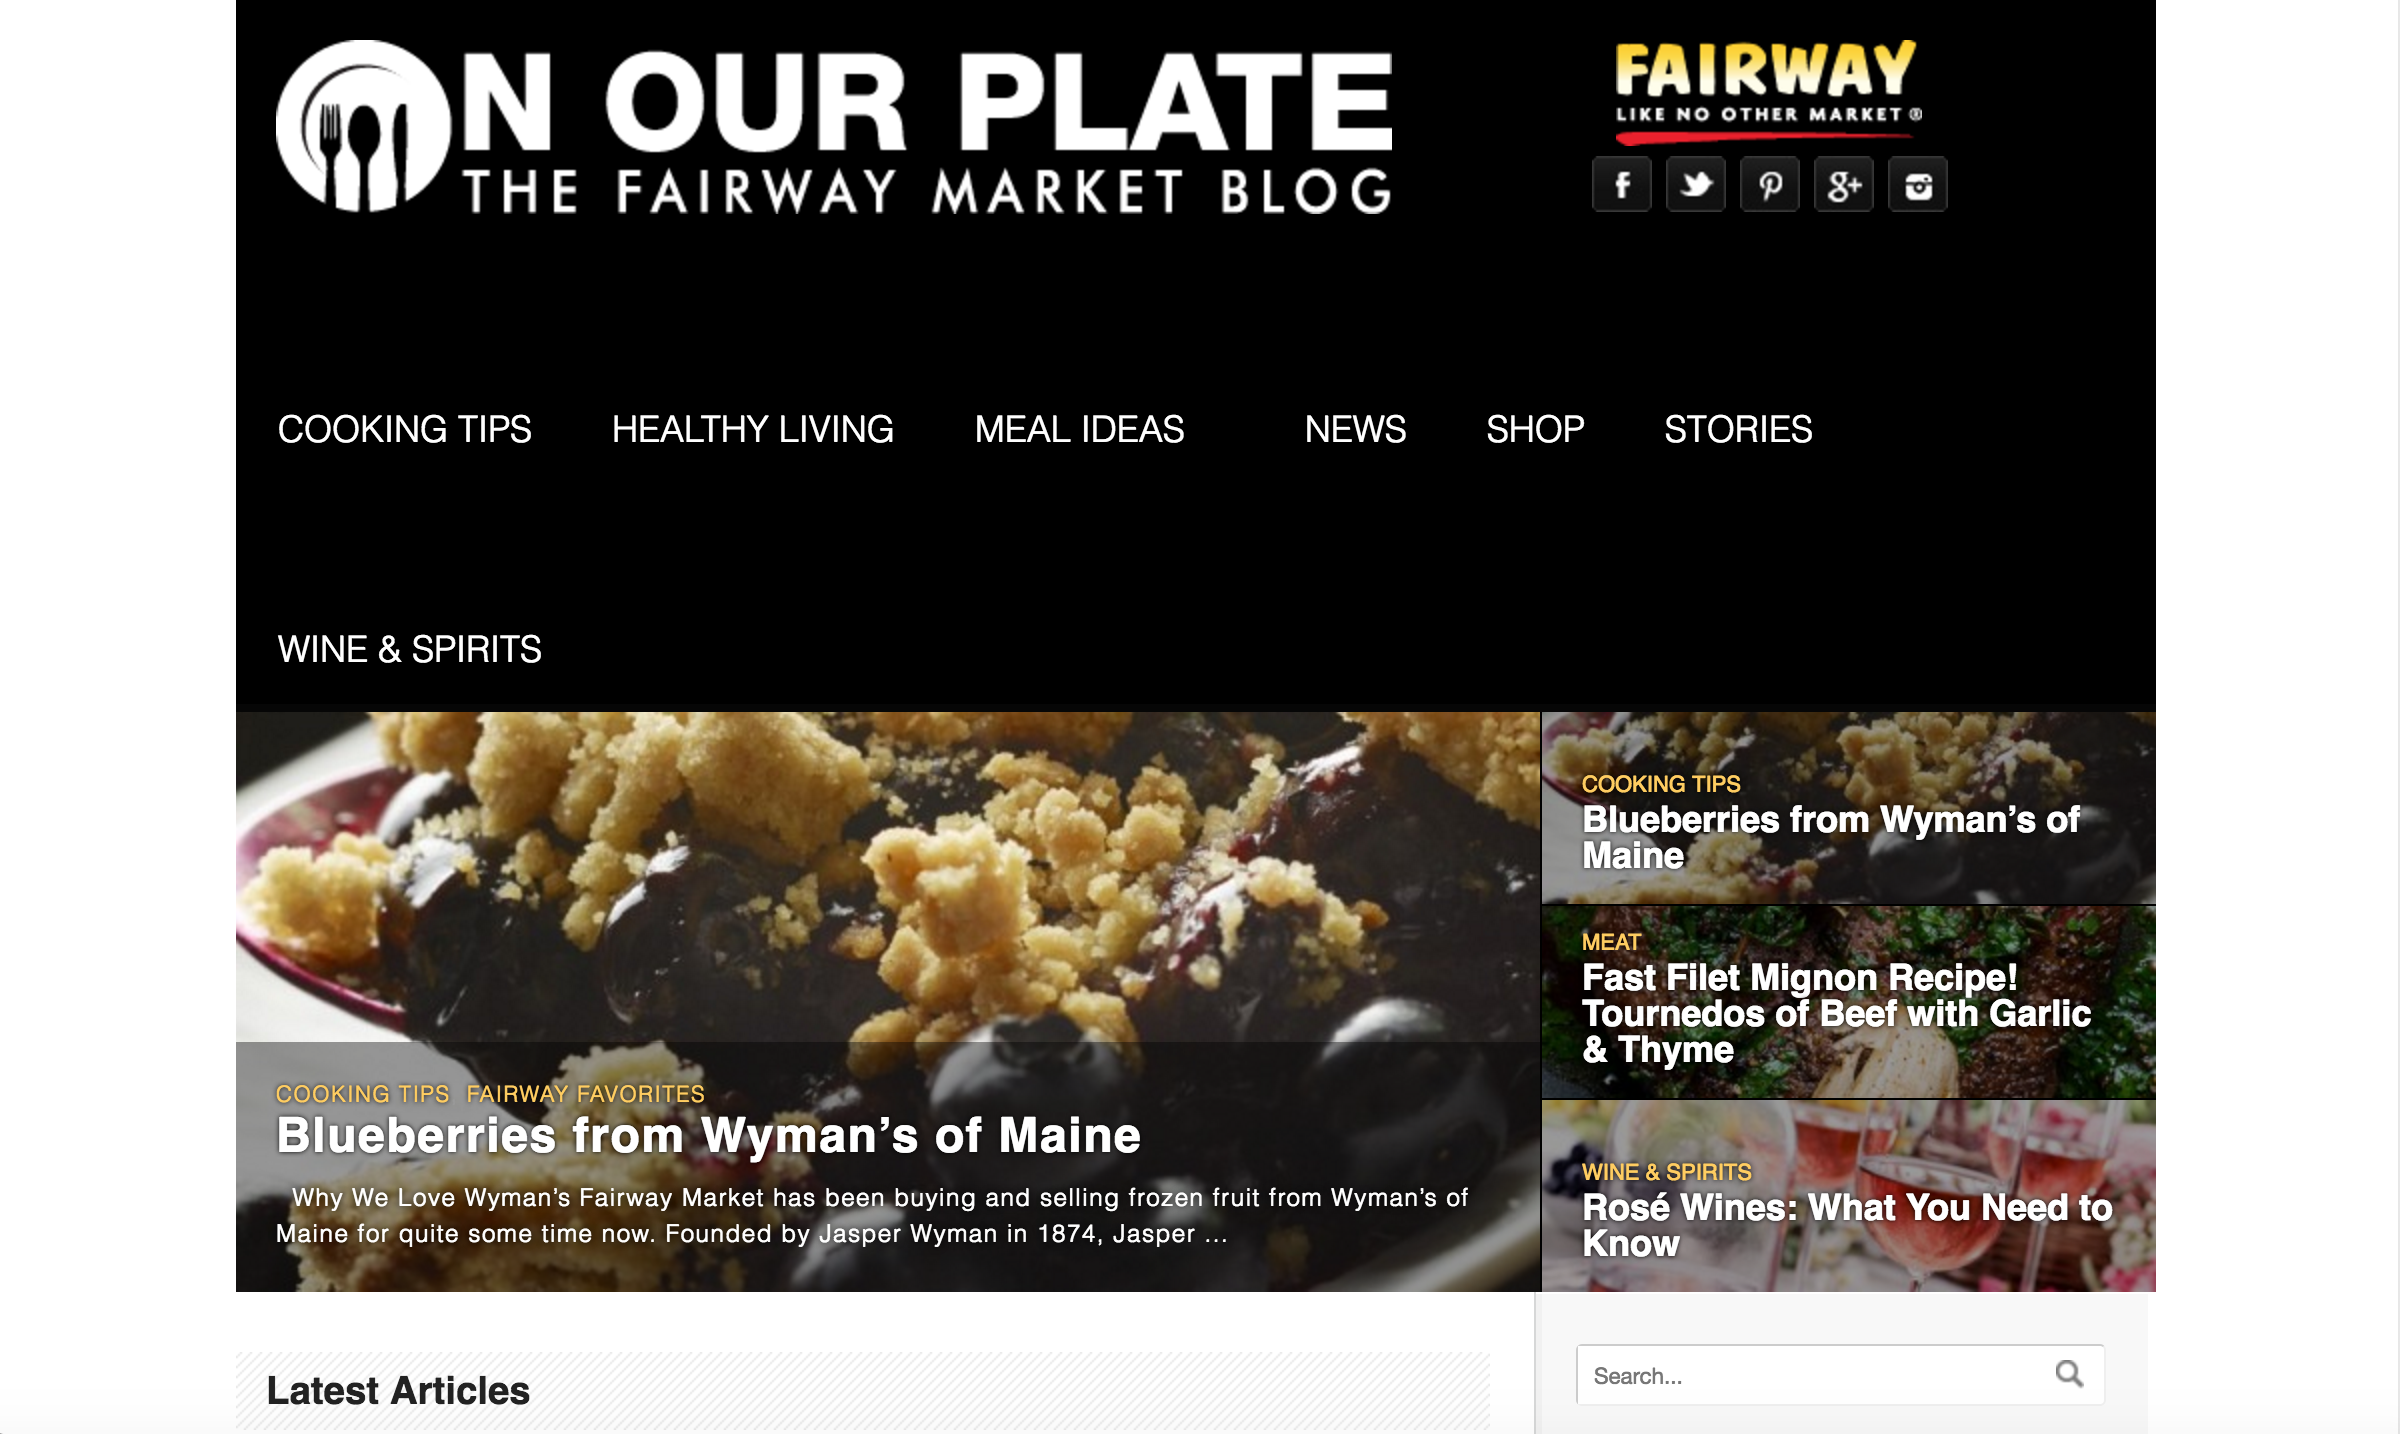 ON OUR PLATE
THE FAIRWAY MARKET BLOG
FAIRWAY
LIKE NO OTHER MARKET®
COOKING TIPS
HEALTHY LIVING
MEAL IDEAS
NEWS
SHOP
STORIES
WINE & SPIRITS
COOKING TIPS FAIRWAY FAVORITES
Blueberries from Wyman’s of Maine
Why We Love Wyman’s Fairway Market has been buying and selling frozen fruit from Wyman’s of
Maine for quite some time now. Founded by Jasper Wyman in 1874, Jasper ...
COOKING TIPS
Blueberries from Wyman’s of
Maine
MEAT
Fast Filet Mignon Recipe!
Tournedos of Beef with Garlic
& Thyme
WINE & SPIRITS
Rosé Wines: What You Need to
Know
Latest Articles
Search...